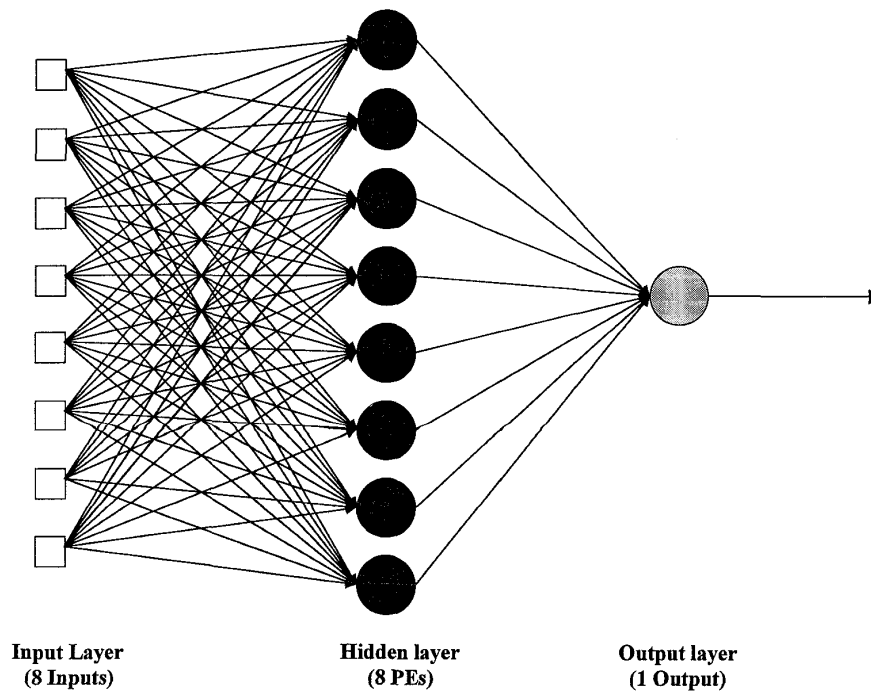 Input Layer
(8 Inputs)
Hidden layer
(8 PEs)
Output layer
(1 Output)